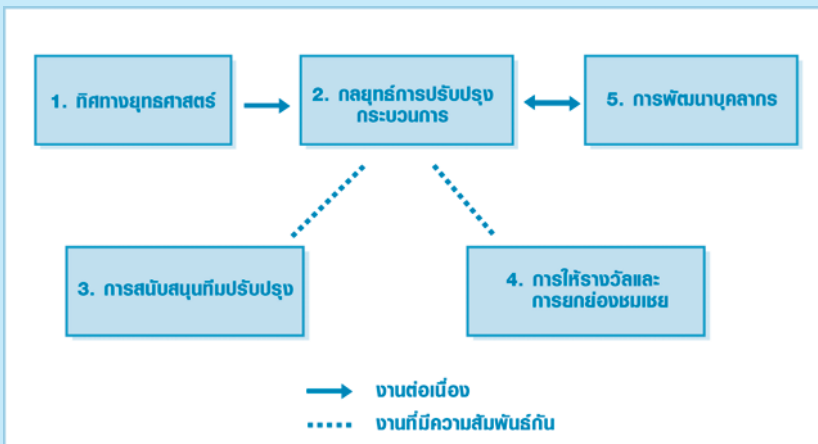 1. ทิศทางยุทธศาสตร์
2. กลยุทธ์การปรับปรุง
กระบวนการ
5. การพัฒนาบุคลากร
3. การสนับสนุนทีมปรับปรุง
4. การให้รางวัลและ
การยกย่องชมเชย
งานต่อเนื่อง
งานที่มีความสัมพันธ์กัน